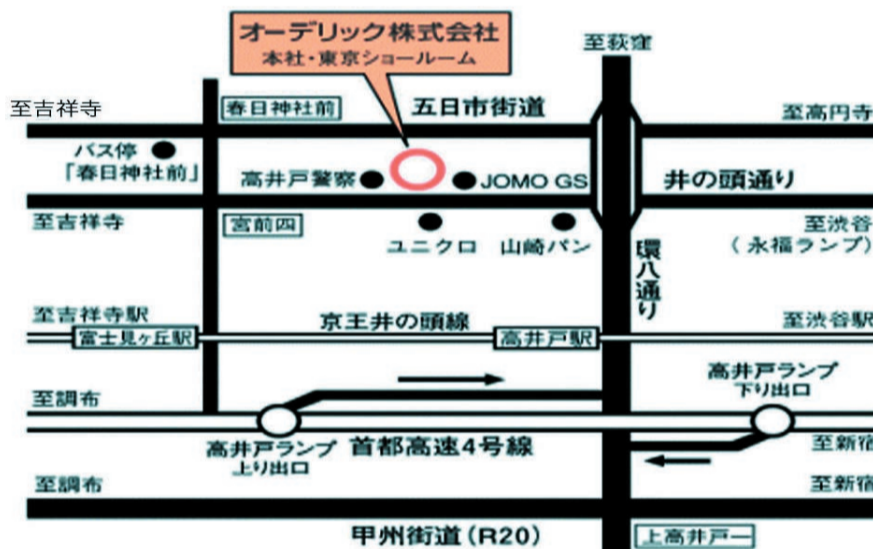 オーデリック株式会社
本社・東京ショールーム
至荻窪
至吉祥寺
春日神社前
五日市街道
至高円寺
バス停
「春日神社前」
高井戸警察
JOMO GS
井の頭通り
至吉祥寺
宮前四
ユニクロ
山崎パン
至渋谷
(永福ランプ)
環八通り
至吉祥寺駅
京王井の頭線
至渋谷駅
富士見ヶ丘駅
高井戸駅
高井戸ランプ
下り出口
至調布
高井戸ランプ
上り出口
首都高速4号線
至新宿
至調布
至新宿
甲州街道(R20)
上高井戸一